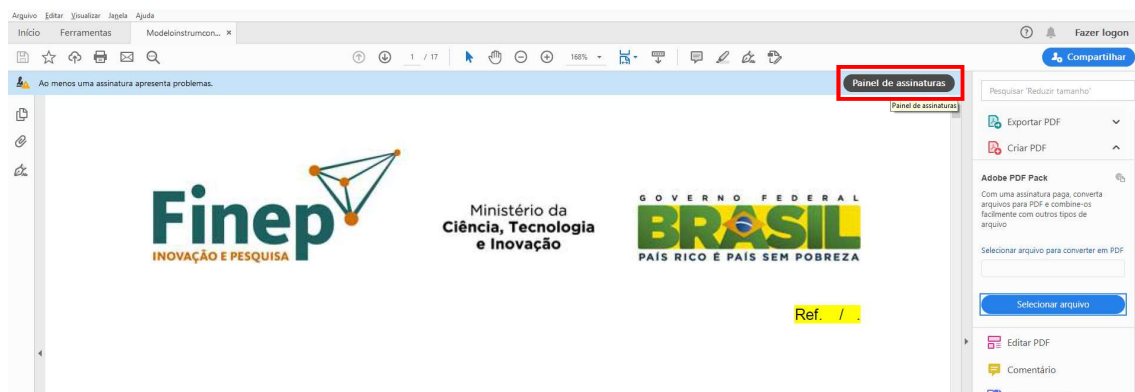 Arquivo Editar Visualizar Janela Ajuda
Início Ferramentas Modeloinstrumcon... × Fazer logon
1 / 17 168% Compartilhar
Ao menos uma assinatura apresenta problemas. Painel de assinaturas
Painel de assinaturas
Pesquisar 'Reduzir tamanho'
Exportar PDF
Criar PDF
Adobe PDF Pack
Com uma assinatura paga, converta
arquivos para PDF e combine-os
facilmente com outros tipos de
arquivo
Selecionar arquivo para converter em PDF
Selecionar arquivo
Editar PDF
Comentário
Finep
INOVAÇÃO E PESQUISA
Ministério da
Ciência, Tecnologia
e Inovação
GOVERNO FEDERAL
BRASIL
PAÍS RICO É PAÍS SEM POBREZA
Ref. / .